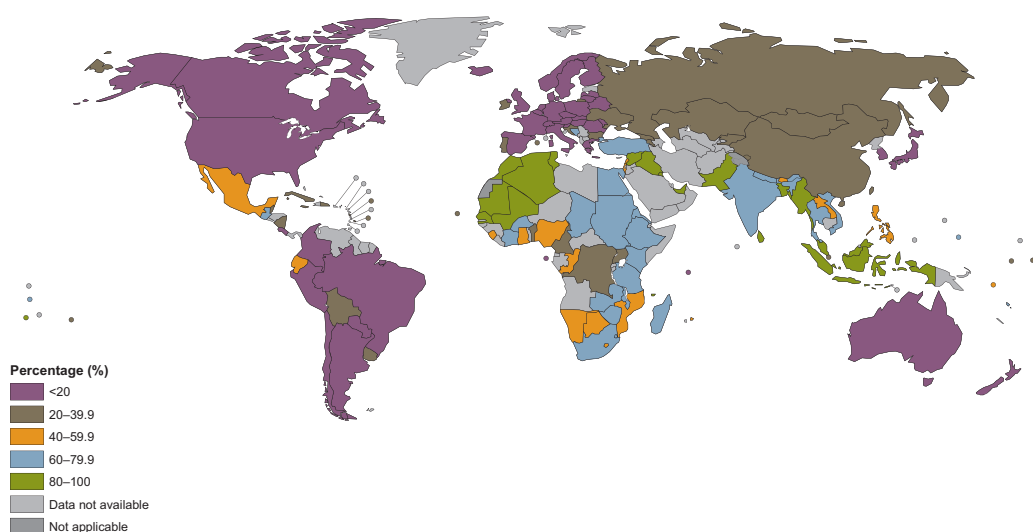 Percentage (%)
<20
20–39.9
40–59.9
60–79.9
80–100
Data not available
Not applicable